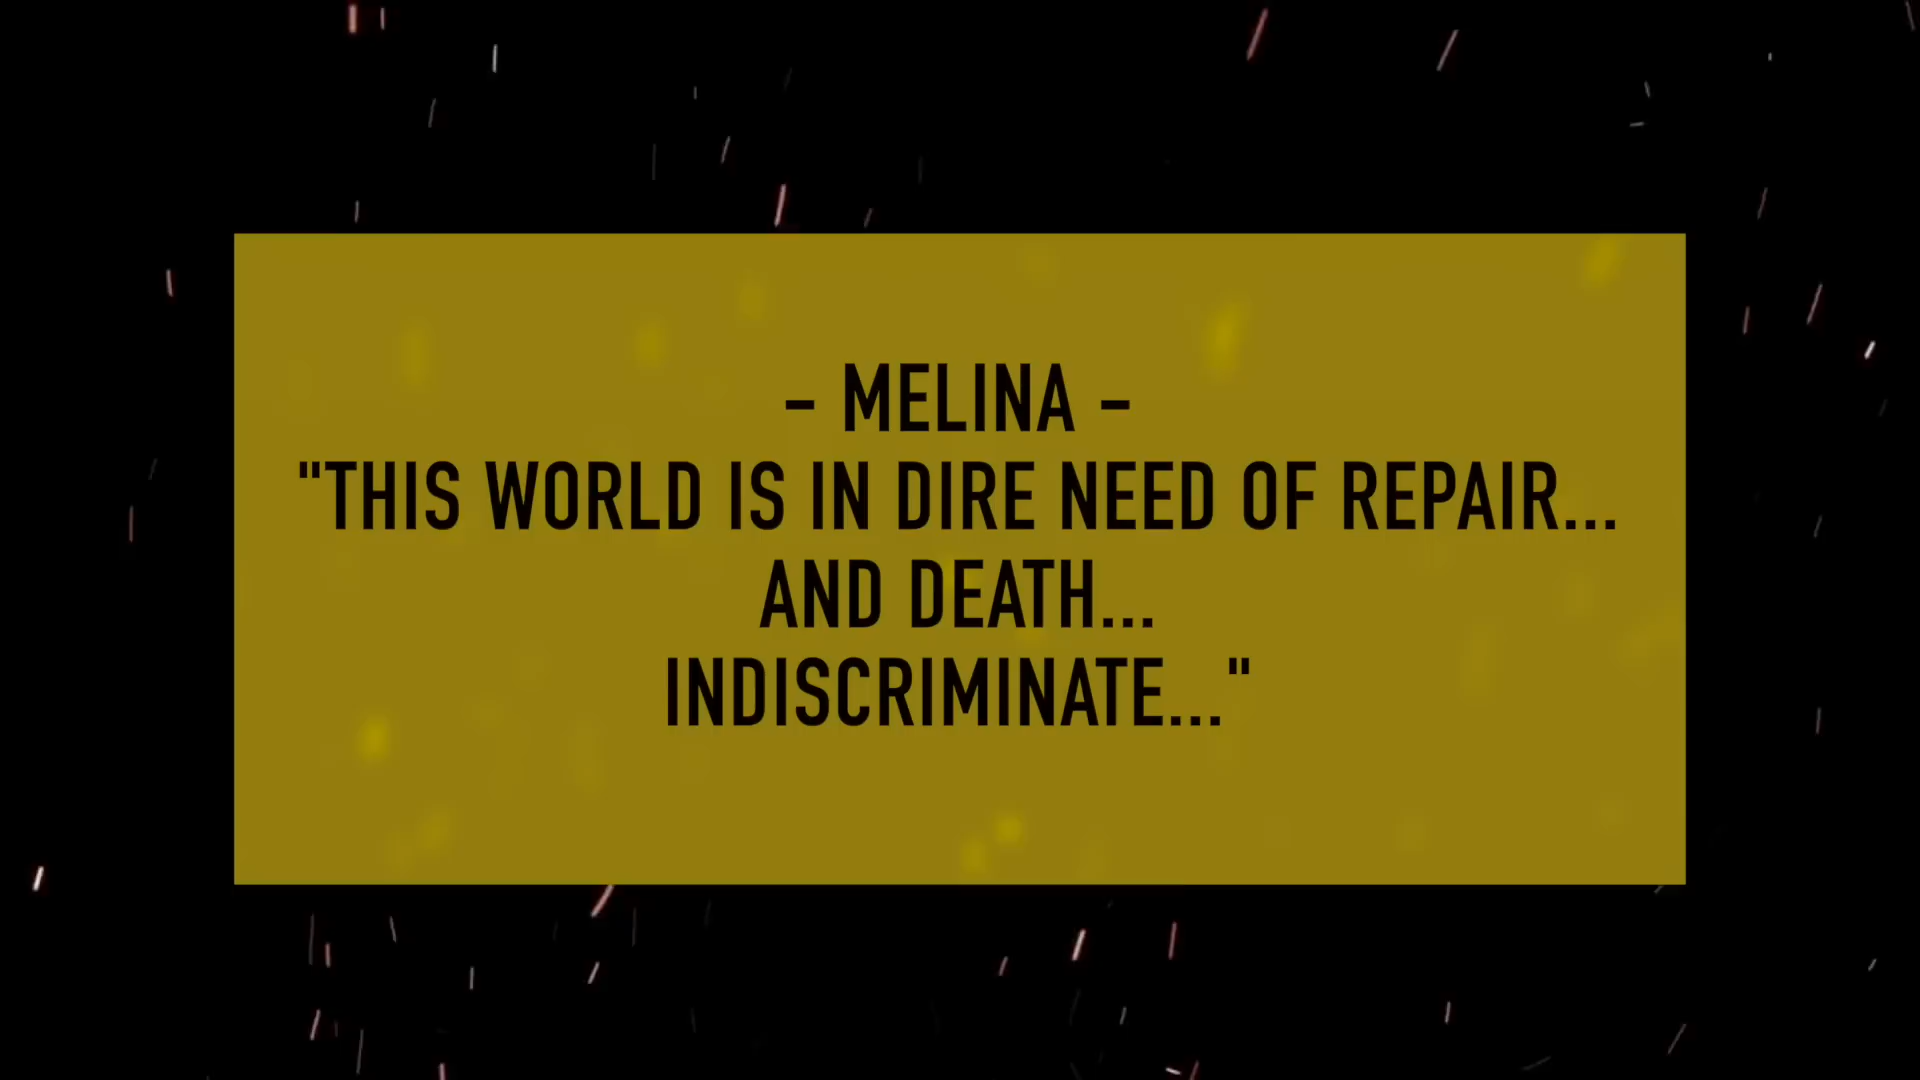 – MELINA –
"THIS WORLD IS IN DIRE NEED OF REPAIR...
AND DEATH...
INDISCRIMINATE..."